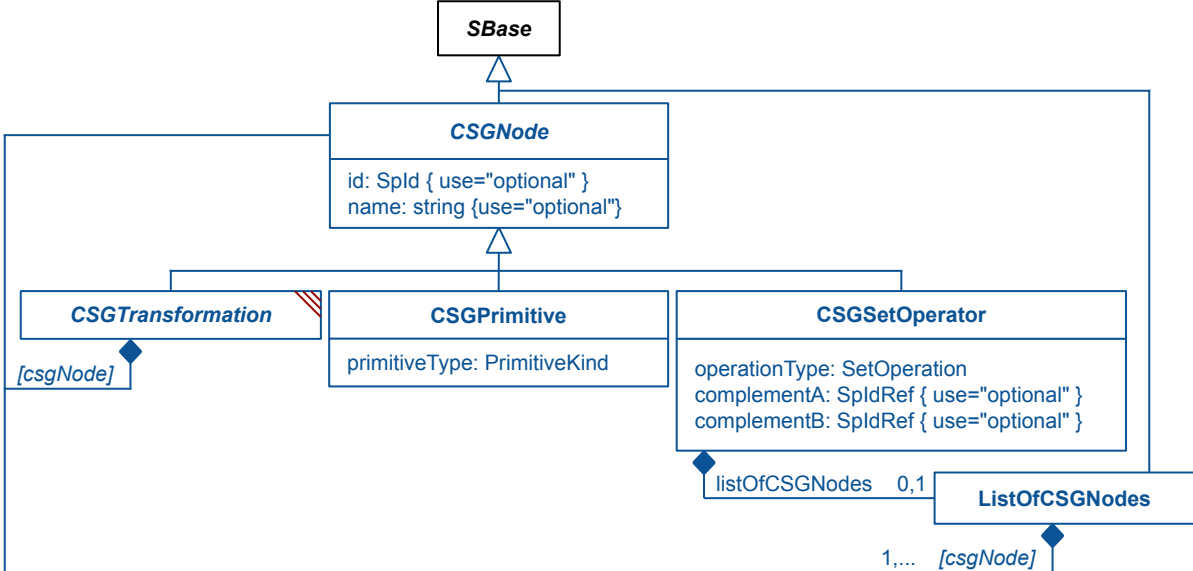 SBase
CSGNode
id: SpId { use="optional" }
name: string {use="optional"}
CSGTransformation
CSGPrimitive
CSGSetOperator
primitiveType: PrimitiveKind
operationType: SetOperation
complementA: SpIdRef { use="optional" }
complementB: SpIdRef { use="optional" }
[csgNode]
listOfCSGNodes 0,1
ListOfCSGNodes
1,... [csgNode]